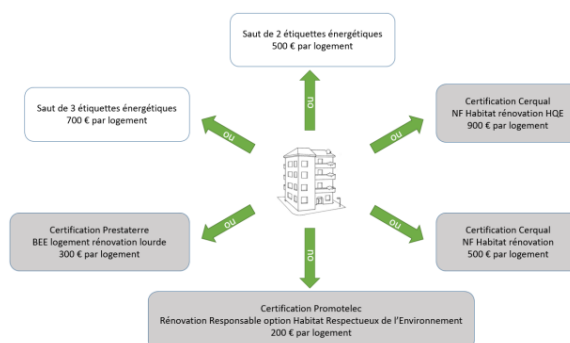 Saut de 2 étiquettes énergétiques
500 € par logement
Saut de 3 étiquettes énergétiques
700 € par logement
ou
ou
ou
Certification Cerqual
NF Habitat rénovation HQE
900 € par logement
Certification Prestaterre
BEE logement rénovation lourde
300 € par logement
ou
ou
ou
Certification Cerqual
NF Habitat rénovation
500 € par logement
Certification Promotelec
Rénovation Responsable option Habitat Respectueux de l'Environnement
200 € par logement